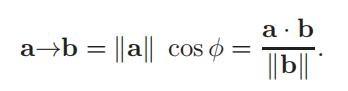 a→b = ‖a‖ cos ϕ = a · b / ‖b‖.